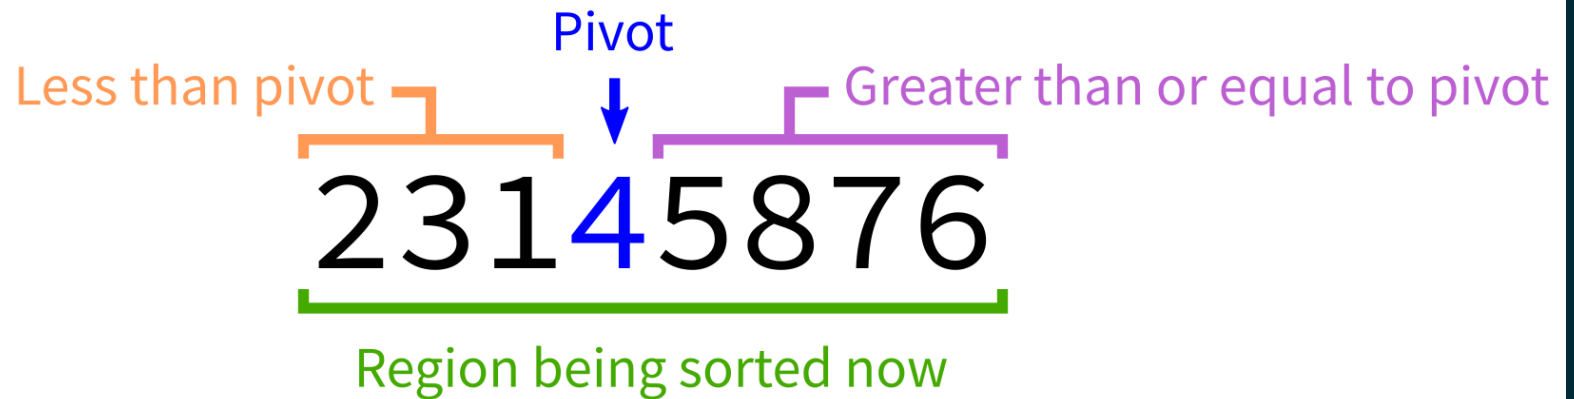 Pivot
Less than pivot
Greater than or equal to pivot
23145876
Region being sorted now